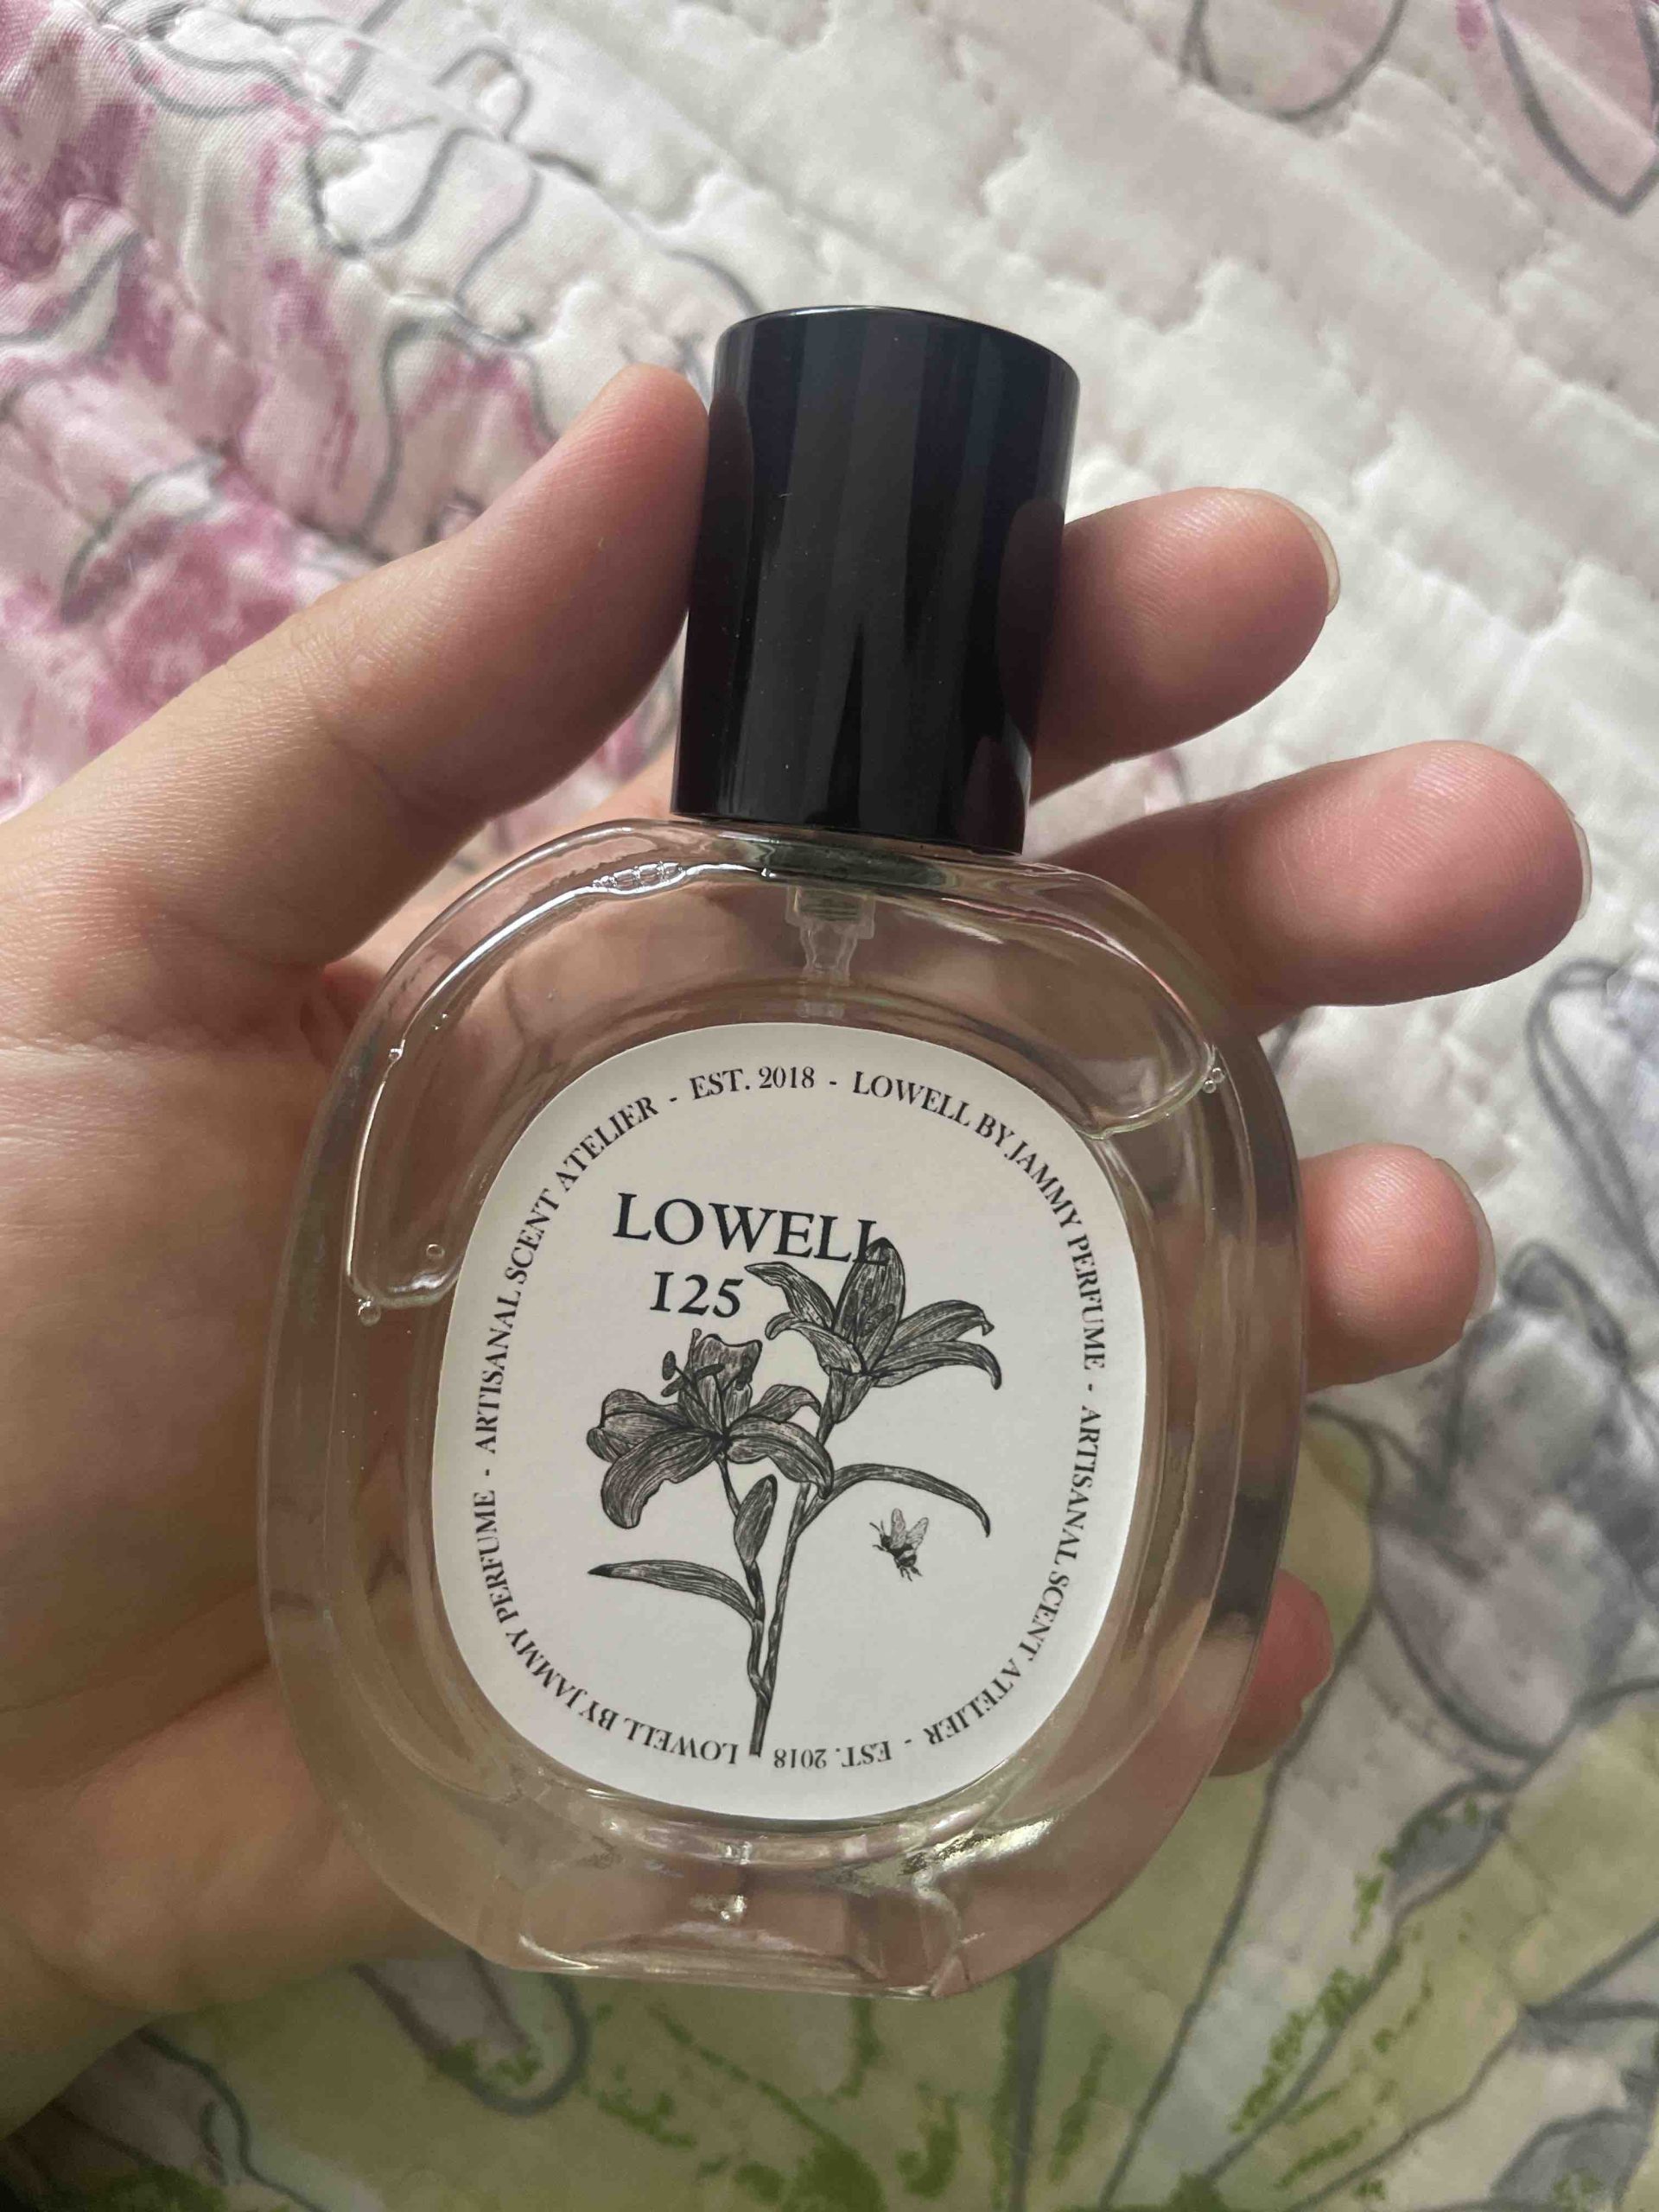 LOWELL BY JAMMY PERFUME - ARTISANAL SCENT ATELIER - EST. 2018 - LOWELL BY JAMMY PERFUME - ARTISANAL SCENT ATELIER - EST. 2018
LOWELL
125